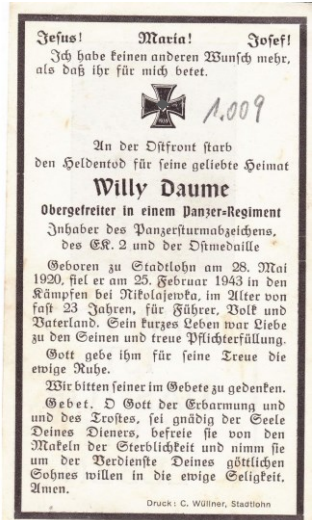 Jesus! Maria! Josef!
Ich habe keinen anderen Wunsch mehr,
als daß ihr für mich betet.
1.009
An der Ostfront starb
den Heldentod für seine geliebte Heimat
Willy Daume
Obergefreiter in einem Panzer-Regiment
Inhaber des Panzersturmabzeichens,
des EK. 2 und der Ostmedaille
Geboren zu Stadtlohn am 28. Mai
1920, fiel er am 25. Februar 1943 in den
Kämpfen bei Nikolajewka, im Alter von
fast 23 Jahren, für Führer, Volk und
Vaterland. Sein kurzes Leben war Liebe
zu den Seinen und treue Pflichterfüllung.
Gott gebe ihm für seine Treue die
ewige Ruhe.
Wir bitten seiner im Gebete zu gedenken.
Gebet. O Gott der Erbarmung und
und des Trostes, sei gnädig der Seele
Deines Dieners, befreie sie von den
Makeln der Sterblichkeit und nimm sie
um der Verdienste Deines göttlichen
Sohnes willen in die ewige Seligkeit.
Amen.
Druck: C. Wüllner, Stadtlohn